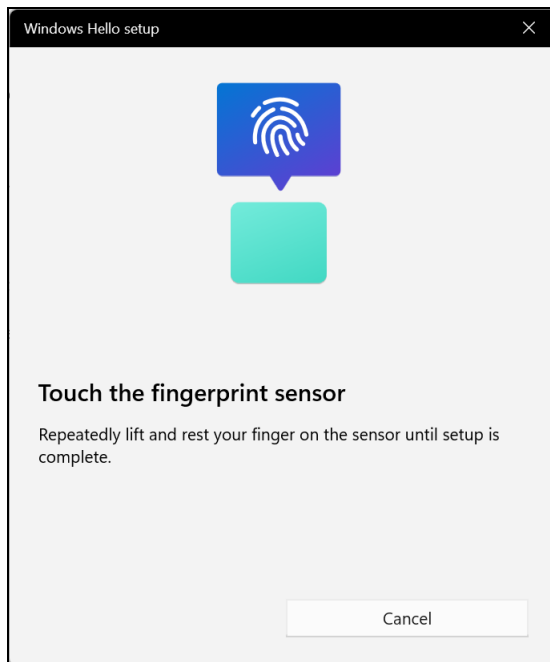 Windows Hello setup
Touch the fingerprint sensor
Repeatedly lift and rest your finger on the sensor until setup is
complete.
Cancel